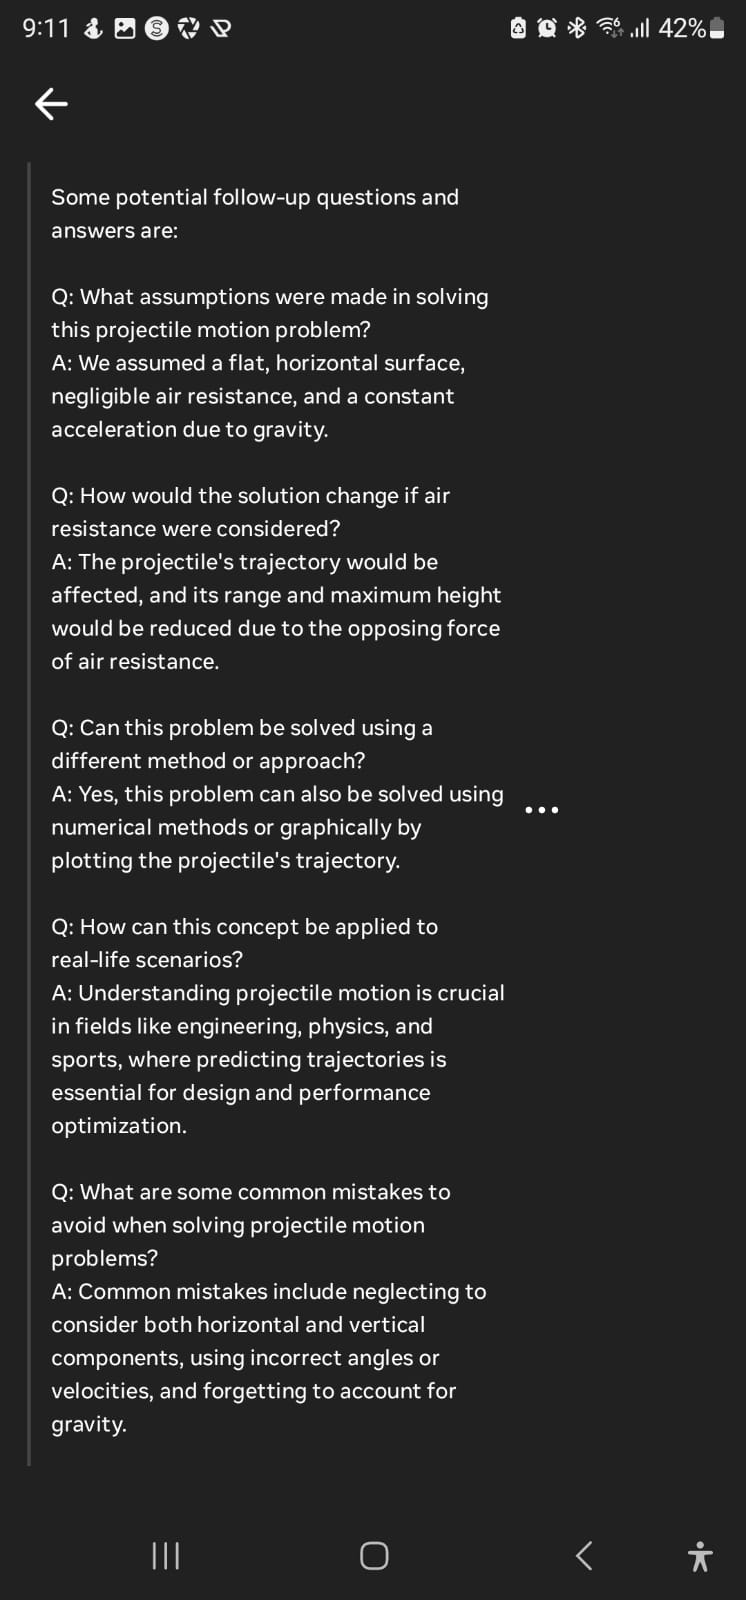 9:11
42%
Some potential follow-up questions and
answers are:
Q: What assumptions were made in solving
this projectile motion problem?
A: We assumed a flat, horizontal surface,
negligible air resistance, and a constant
acceleration due to gravity.
Q: How would the solution change if air
resistance were considered?
A: The projectile's trajectory would be
affected, and its range and maximum height
would be reduced due to the opposing force
of air resistance.
Q: Can this problem be solved using a
different method or approach?
A: Yes, this problem can also be solved using
numerical methods or graphically by
plotting the projectile's trajectory.
Q: How can this concept be applied to
real-life scenarios?
A: Understanding projectile motion is crucial
in fields like engineering, physics, and
sports, where predicting trajectories is
essential for design and performance
optimization.
Q: What are some common mistakes to
avoid when solving projectile motion
problems?
A: Common mistakes include neglecting to
consider both horizontal and vertical
components, using incorrect angles or
velocities, and forgetting to account for
gravity.